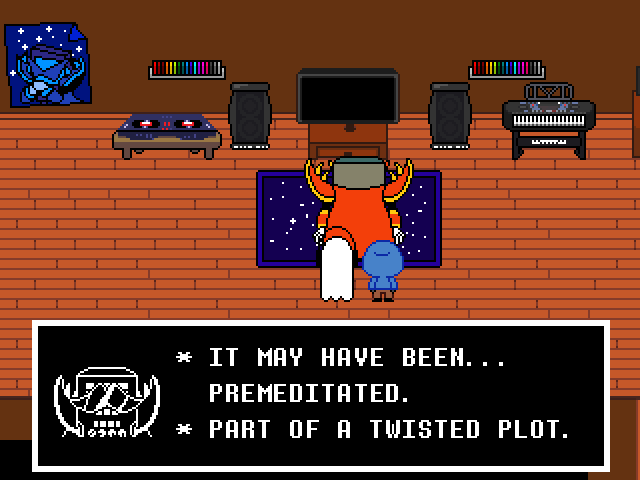 * IT MAY HAVE BEEN...
PREMEDITATED.
* PART OF A TWISTED PLOT.